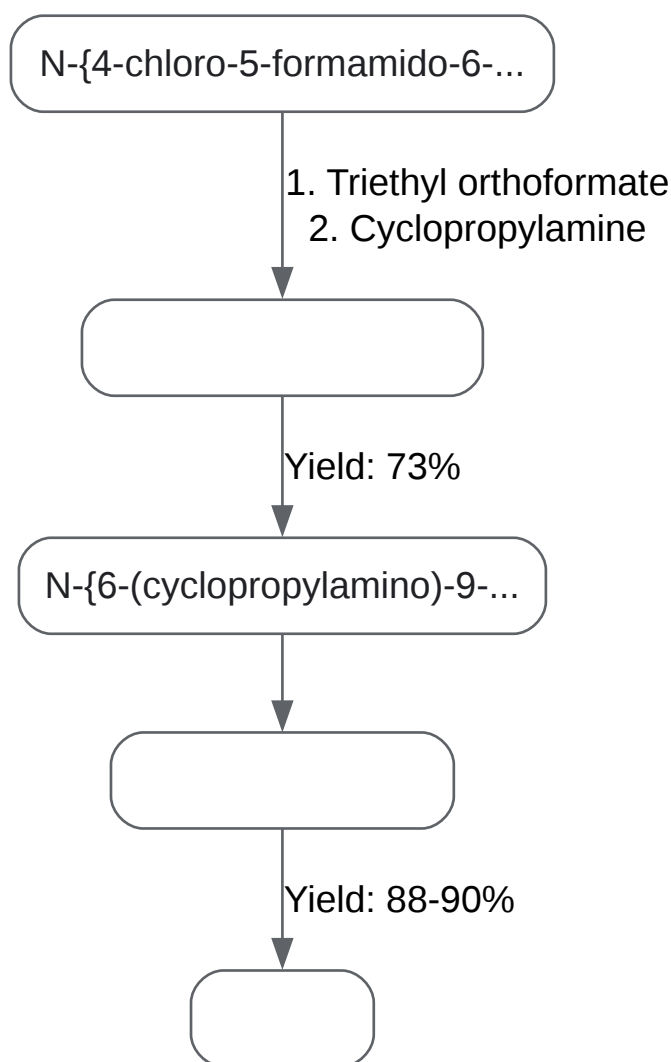 N-{4-chloro-5-formamido-6-...
1. Triethyl orthoformate
2. Cyclopropylamine
Yield: 73%
N-{6-(cyclopropylamino)-9-...
Yield: 88-90%